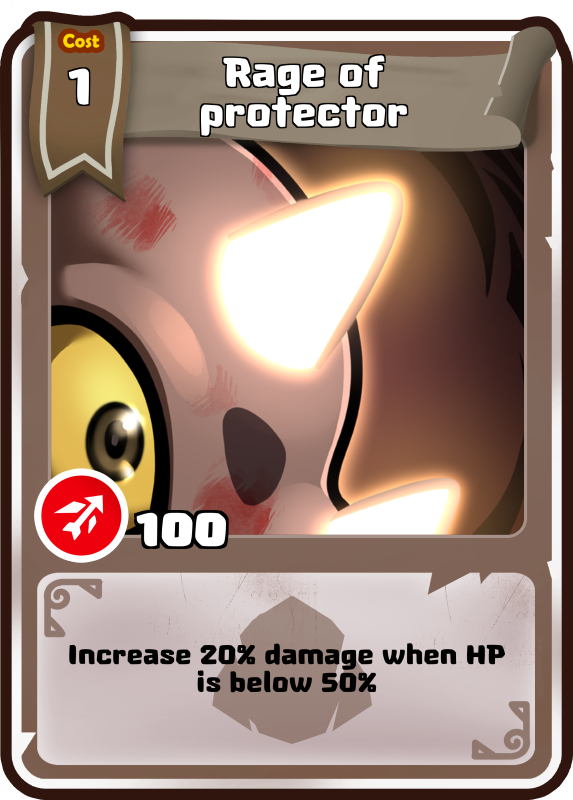 Cost
1
Rage of
protector
100
Increase 20% damage when HP
is below 50%